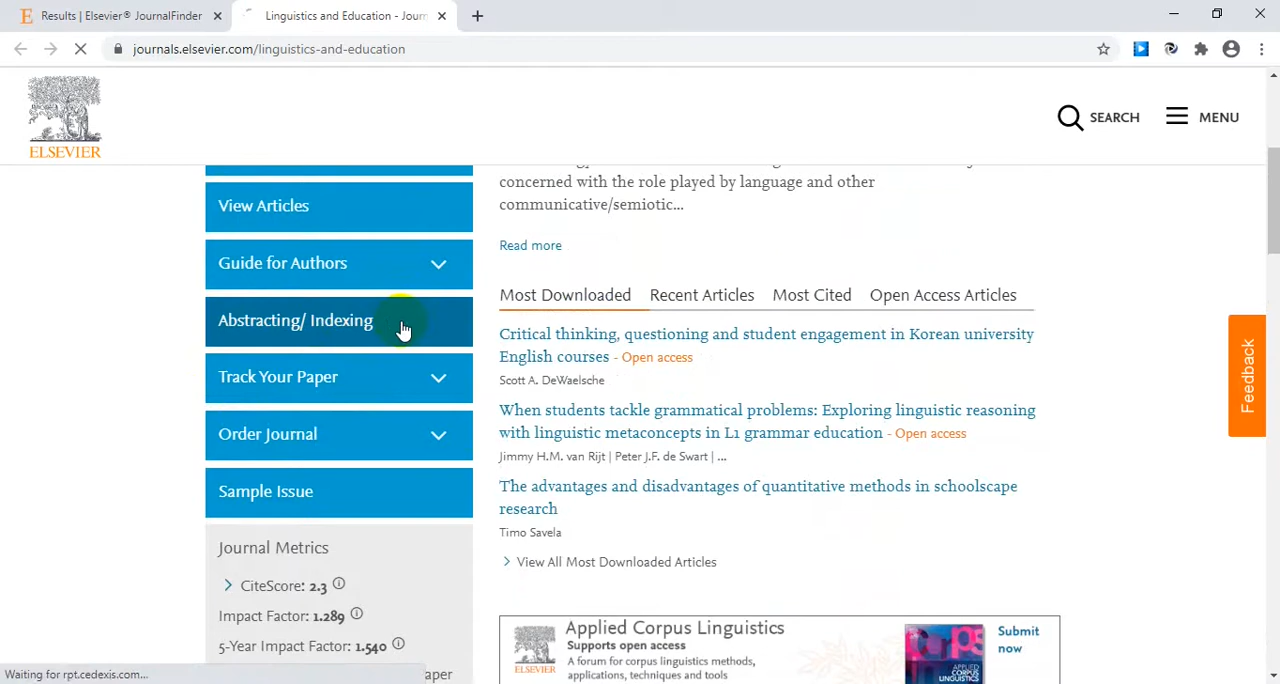 Results | Elsevier® JournalFinder
Linguistics and Education - Journ
journals.elsevier.com/linguistics-and-education
ELSEVIER
SEARCH
MENU
concerned with the role played by language and other
communicative/semiotic...
Read more
View Articles
Guide for Authors
Abstracting/ Indexing
Track Your Paper
Order Journal
Sample Issue
Journal Metrics
CiteScore: 2.3
Impact Factor: 1.289
5-Year Impact Factor: 1.540
Most Downloaded Recent Articles Most Cited Open Access Articles
Critical thinking, questioning and student engagement in Korean university
English courses - Open access
Scott A. DeWaelsche
When students tackle grammatical problems: Exploring linguistic reasoning
with linguistic metaconcepts in L1 grammar education - Open access
Jimmy H.M. van Rijt | Peter J.F. de Swart | ...
The advantages and disadvantages of quantitative methods in schoolscape
research
Timo Savela
View All Most Downloaded Articles
ELSEVIER
Applied Corpus Linguistics
Supports open access
A forum for corpus linguistics methods,
applications, techniques and tools
APPLIED
CORPUS
LINGUISTICS
Submit
now
Feedback
Waiting for rpt.cedexis.com...
aper